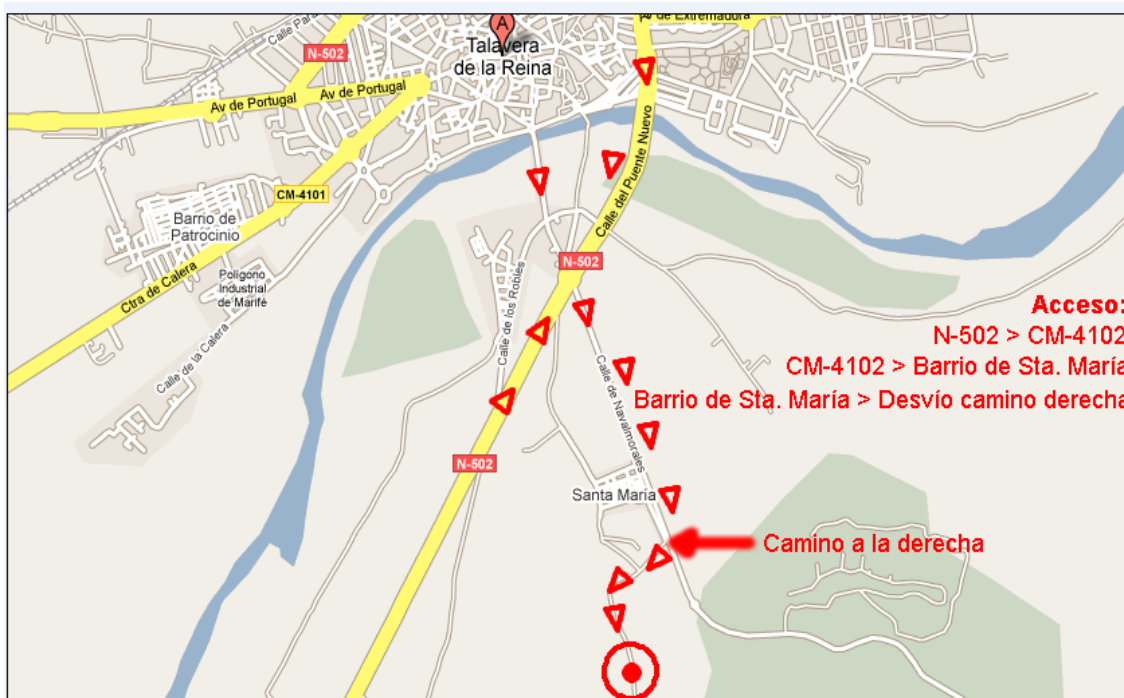 Calle Para
Av de Extremadura
A
N-502
Talavera
de la Reina
Av de Portugal
Av de Portugal
Calle del Puente Nuevo
CM-4101
Barrio de
Patrocinio
N-502
Ctra de Calera
Polígono
Industrial
de Marifé
Calle de los Robles
Calle de la Calera
Acceso:
N-502 > CM-4102
CM-4102 > Barrio de Sta. María
Barrio de Sta. María > Desvío camino derecha
Calle de Navalmorales
N-502
Santa María
Camino a la derecha